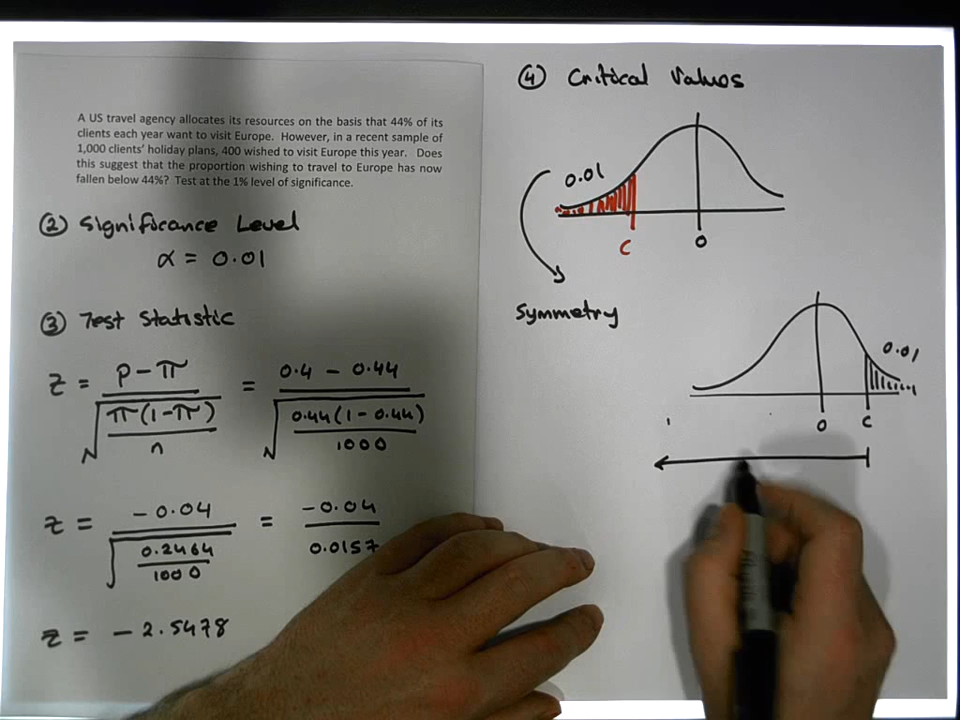 A US travel agency allocates its resources on the basis that 44% of its
clients each year want to visit Europe. However, in a recent sample of
1,000 clients' holiday plans, 400 wished to visit Europe this year. Does
this suggest that the proportion wishing to travel to Europe has now
fallen below 44%? Test at the 1% level of significance.
② Significance Level
α = 0.01
③ Test Statistic
z = p-π / √(π(1-π)/n) = 0.4 - 0.44 / √(0.44(1-0.44)/1000)
z = -0.04 / √(0.2464/1000) = -0.04 / 0.0157
z = -2.5478
④ Critical Values
0.01
C 0
Symmetry
0.01
0 C